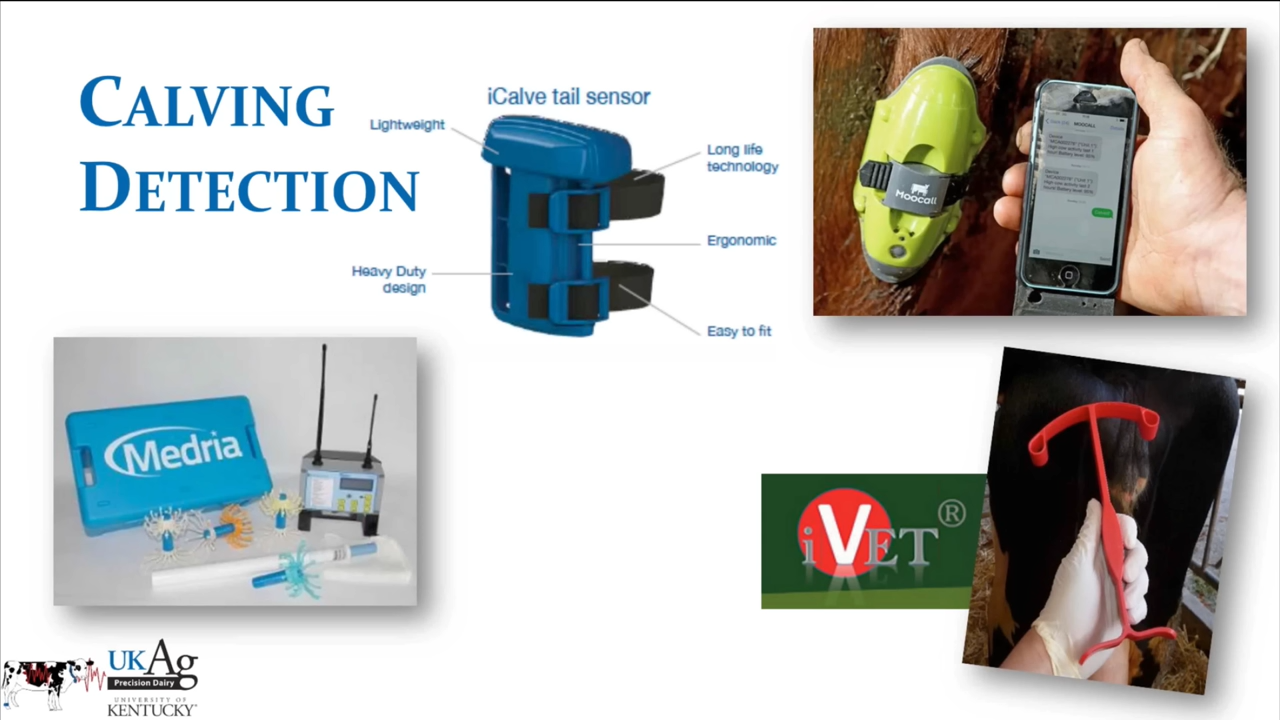 CALVING
DETECTION
iCalve tail sensor
Lightweight
Long life
technology
Ergonomic
Heavy Duty
design
Easy to fit
Moocall
MOOCALL
Medria
iVET®
UKAg
Precision Dairy
UNIVERSITY OF
KENTUCKY